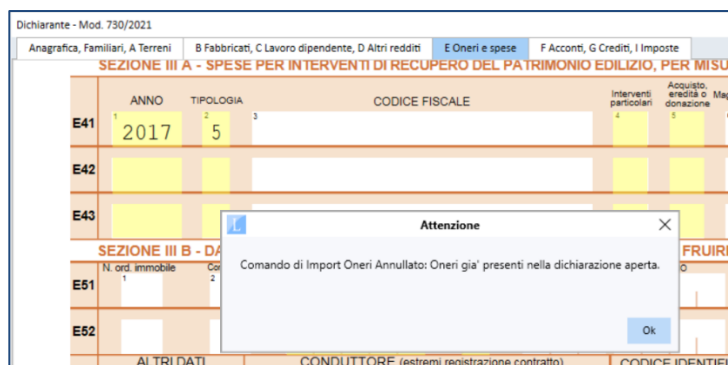 Dichiarante - Mod. 730/2021
Anagrafica, Familiari, A Terreni B Fabbricati, C Lavoro dipendente, D Altri redditi E Oneri e spese F Acconti, G Crediti, I Imposte
SEZIONE III A - SPESE PER INTERVENTI DI RECUPERO DEL PATRIMONIO EDILIZIO, PER MISU
ANNO TIPOLOGIA CODICE FISCALE Interventi particolari Acquisto, eredità o donazione Mag
E41 1 2017 2 5 3 4 5
E42
E43
Attenzione
SEZIONE III B - DA FRUIRE
Comando di Import Oneri Annullato: Oneri gia' presenti nella dichiarazione aperta.
N. ord. immobile Co O
E51 1 2
E52 Ok
ALTRI DATI CONDUTTORE (estremi registrazione contratto) CODICE IDENTIF